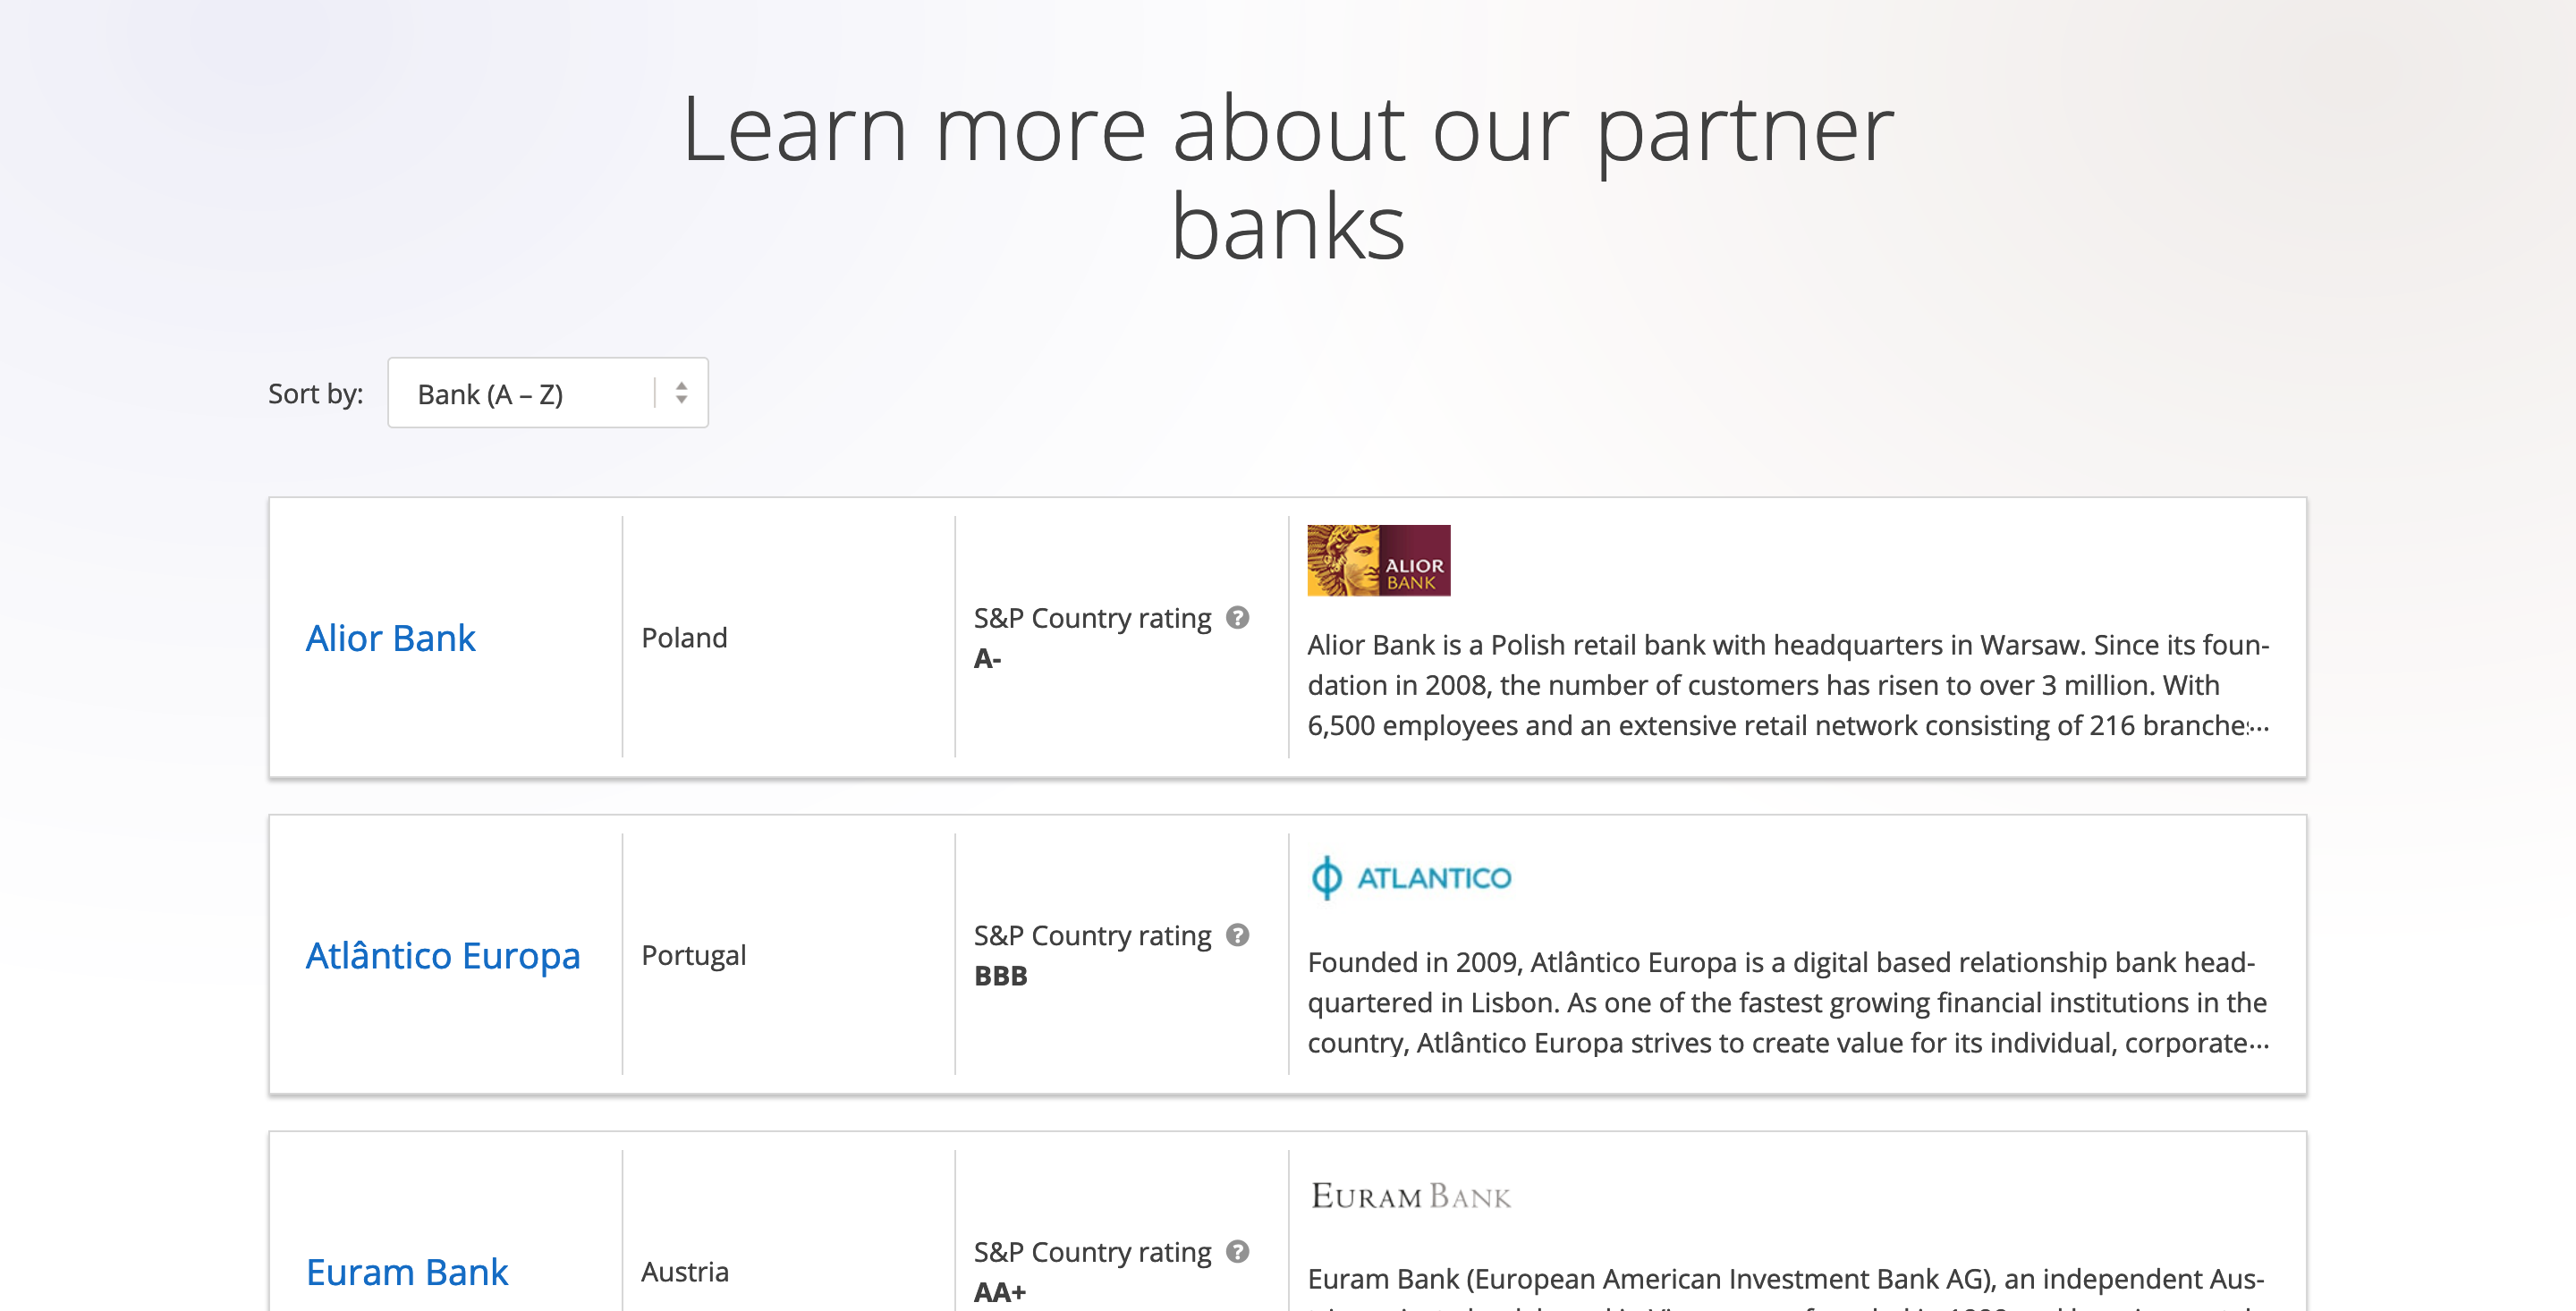 Learn more about our partner
banks
Sort by:
Bank (A – Z)
Alior Bank
Poland
S&P Country rating ?
A-
ALIOR
BANK
Alior Bank is a Polish retail bank with headquarters in Warsaw. Since its foun-
dation in 2008, the number of customers has risen to over 3 million. With
6,500 employees and an extensive retail network consisting of 216 branches...
Atlântico Europa
Portugal
S&P Country rating ?
BBB
ATLANTICO
Founded in 2009, Atlântico Europa is a digital based relationship bank head-
quartered in Lisbon. As one of the fastest growing financial institutions in the
country, Atlântico Europa strives to create value for its individual, corporate...
Euram Bank
Austria
S&P Country rating ?
AA+
EURAM BANK
Euram Bank (European American Investment Bank AG), an independent Aus-